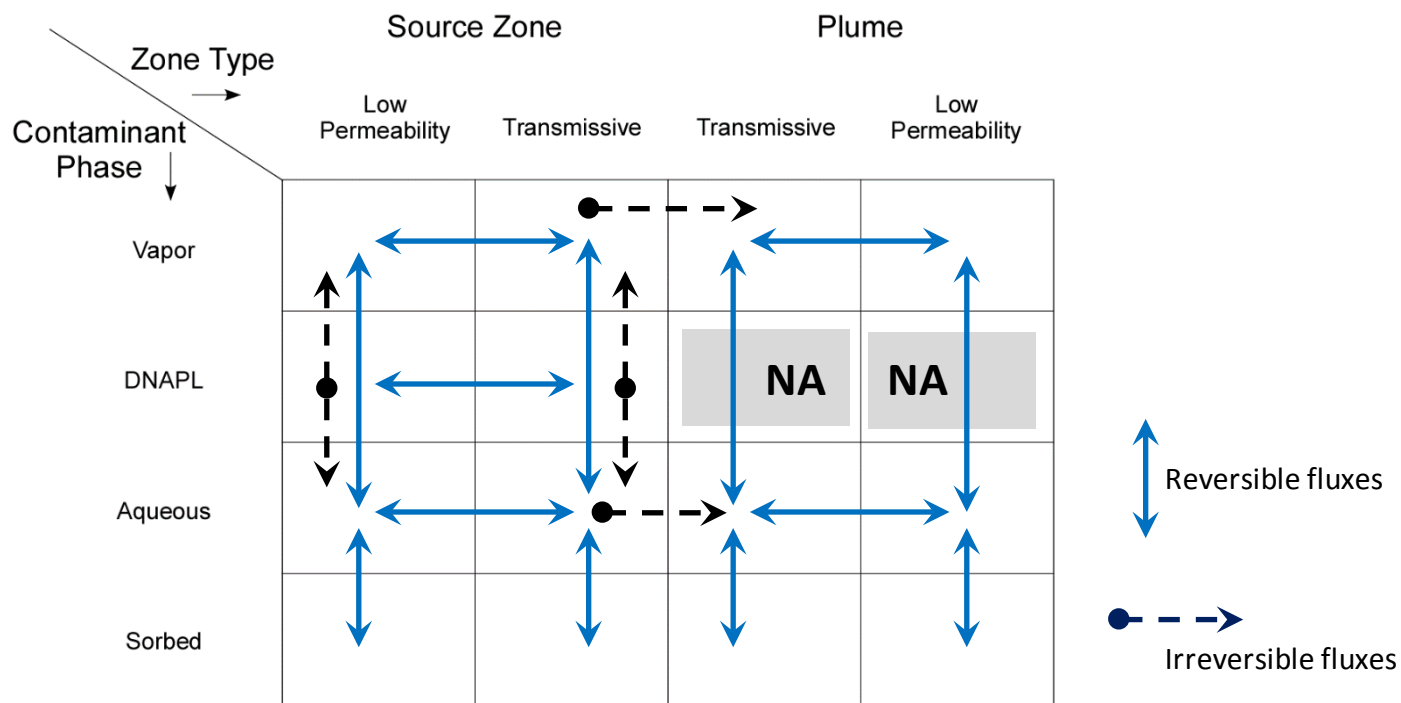 Source Zone
Plume
Zone Type
Contaminant
Phase
Low
Permeability
Transmissive
Transmissive
Low
Permeability
Vapor
DNAPL
NA
NA
Aqueous
Sorbed
Reversible fluxes
Irreversible fluxes